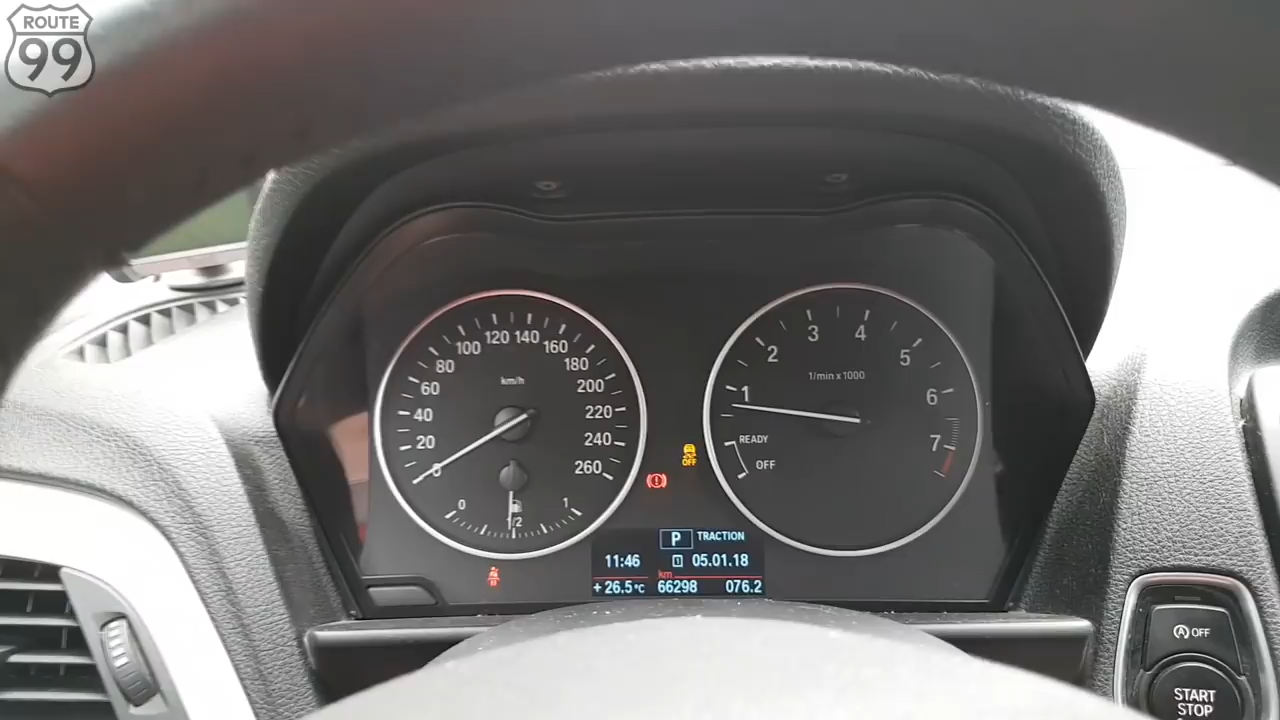 ROUTE
99
km/h
0
20
40
60
80
100
120
140
160
180
200
220
240
260
0
1/2
1
1/min x 1000
1
2
3
4
5
6
7
READY
OFF
OFF
P TRACTION
11:46 05.01.18
km
+26.5°C 66298 076.2
A OFF
START
STOP